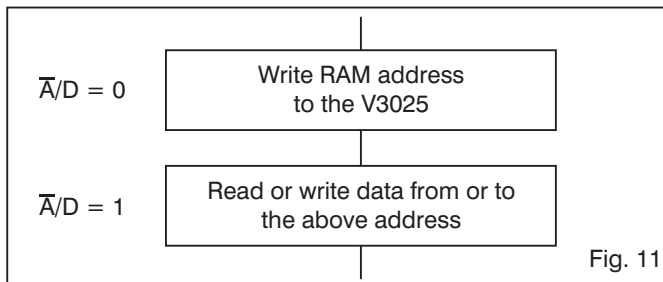 A̅/D = 0
Write RAM address
to the V3025
A̅/D = 1
Read or write data from or to
the above address
Fig. 11